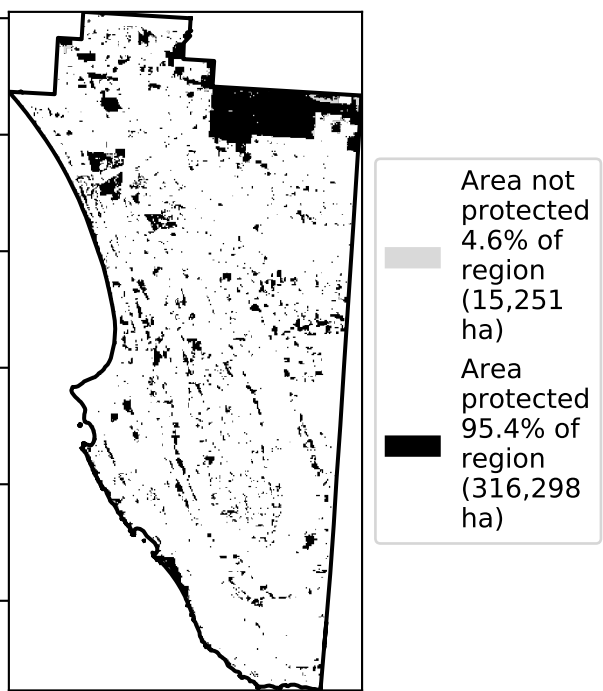 Area not
protected
4.6% of
region
(15,251
ha)
Area
protected
95.4% of
region
(316,298
ha)